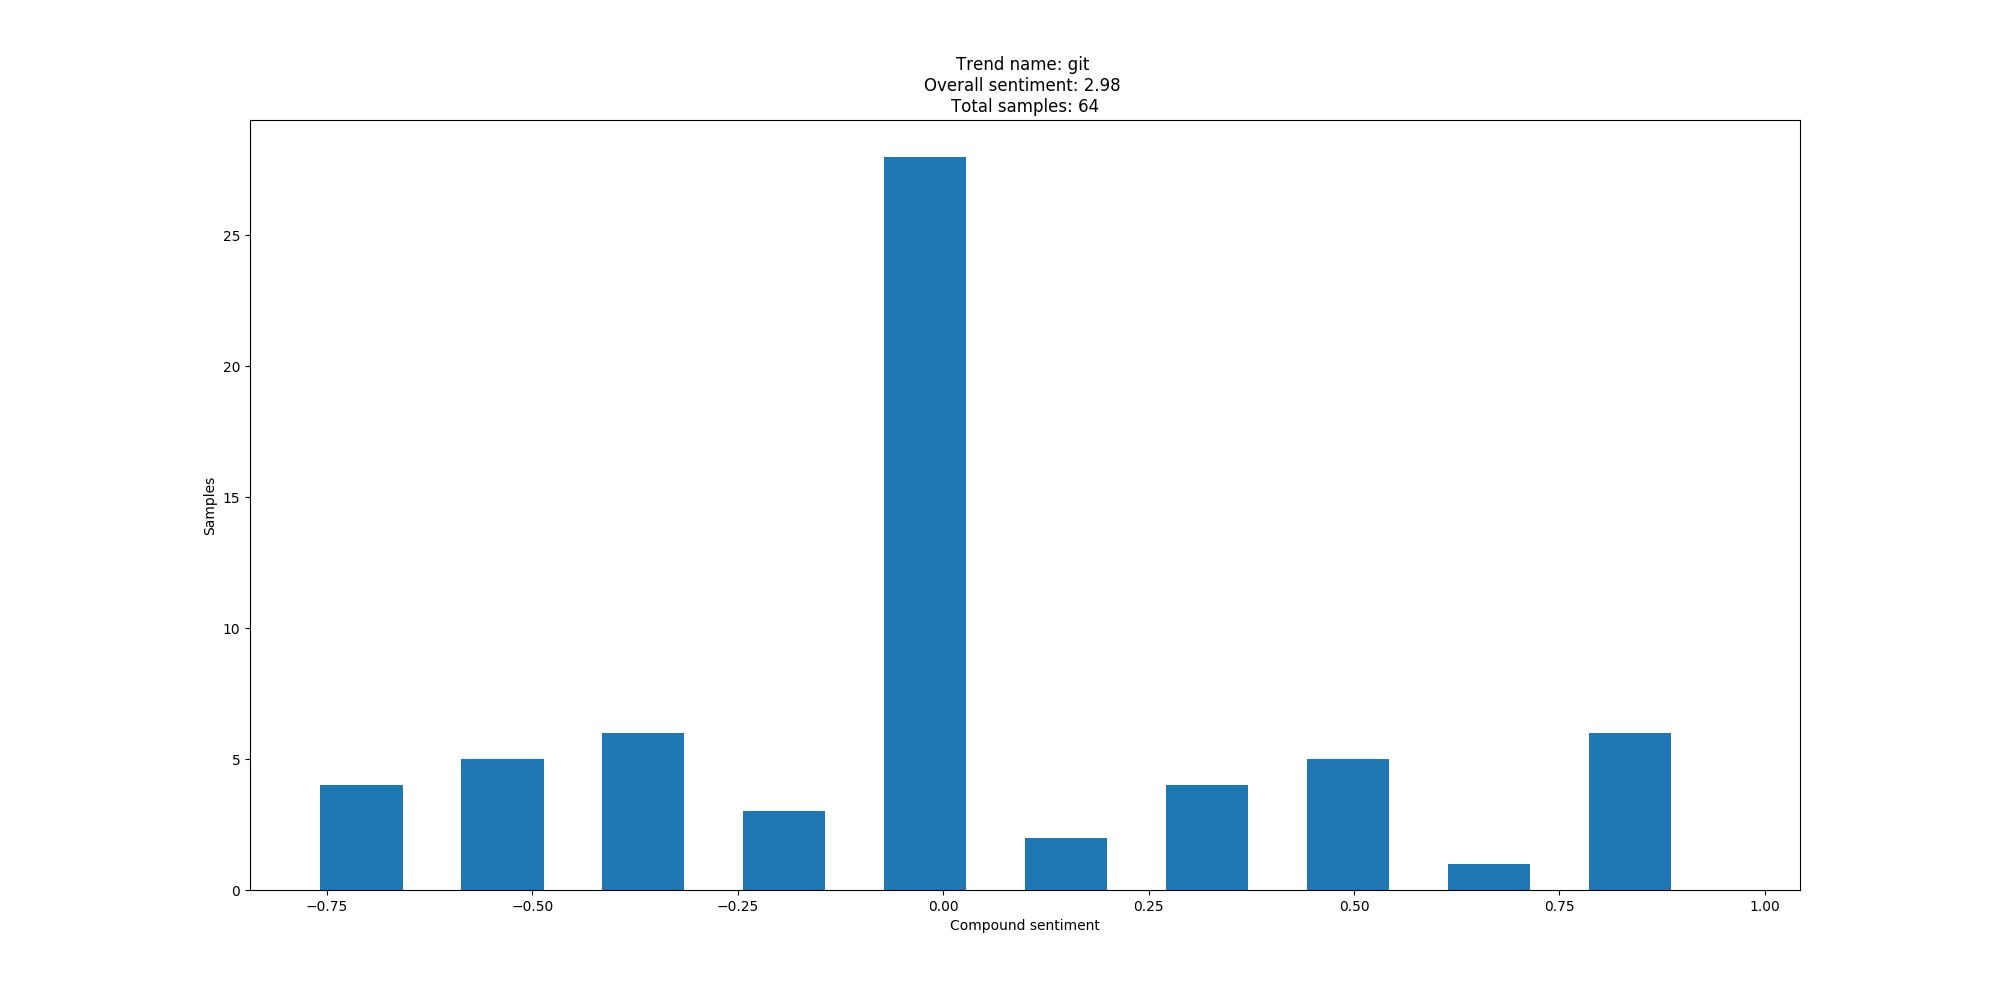 Trend name: git
Overall sentiment: 2.98
Total samples: 64
25
20
15
10
5
0
Samples
−0.75 −0.50 −0.25 0.00 0.25 0.50 0.75 1.00
Compound sentiment